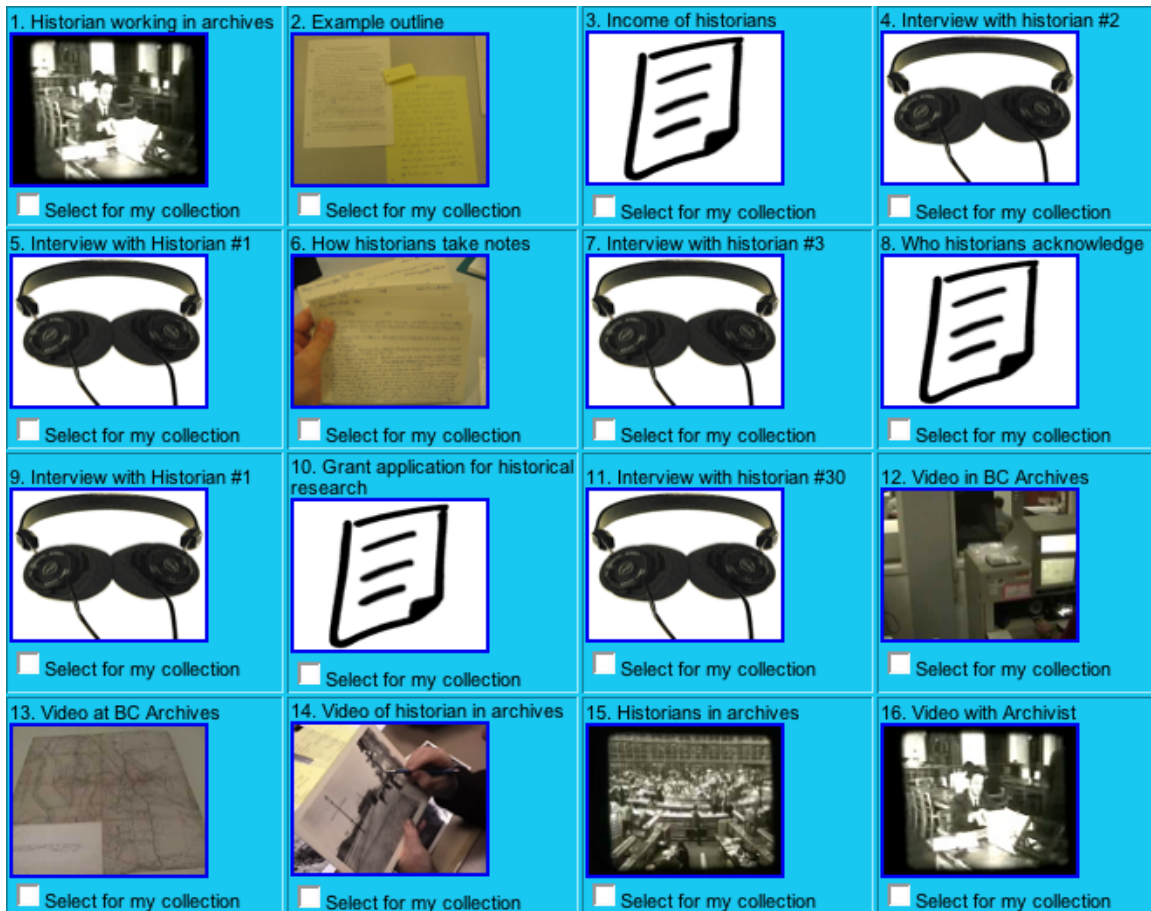 1. Historian working in archives
Select for my collection
2. Example outline
Select for my collection
3. Income of historians
Select for my collection
4. Interview with historian #2
Select for my collection
5. Interview with Historian #1
Select for my collection
6. How historians take notes
Select for my collection
7. Interview with historian #3
Select for my collection
8. Who historians acknowledge
Select for my collection
9. Interview with Historian #1
Select for my collection
10. Grant application for historical
research
Select for my collection
11. Interview with historian #30
Select for my collection
12. Video in BC Archives
Select for my collection
13. Video at BC Archives
Select for my collection
14. Video of historian in archives
Select for my collection
15. Historians in archives
Select for my collection
16. Video with Archivist
Select for my collection